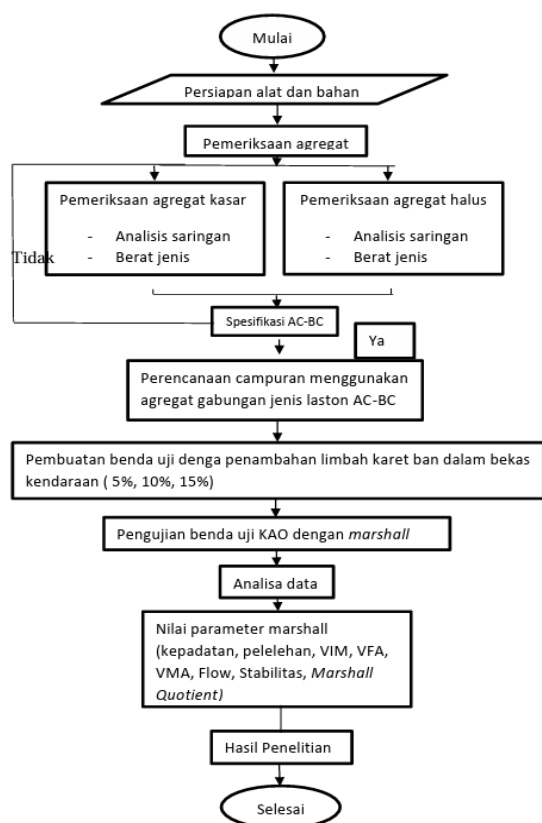 Mulai
Persiapan alat dan bahan
Pemeriksaan agregat
Pemeriksaan agregat kasar
- Analisis saringan
- Berat jenis
Pemeriksaan agregat halus
- Analisis saringan
- Berat jenis
Tidak
Spesifikasi AC-BC
Ya
Perencanaan campuran menggunakan
agregat gabungan jenis laston AC-BC
Pembuatan benda uji denga penambahan limbah karet ban dalam bekas
kendaraan ( 5%, 10%, 15%)
Pengujian benda uji KAO dengan marshall
Analisa data
Nilai parameter marshall
(kepadatan, pelelehan, VIM, VFA,
VMA, Flow, Stabilitas, Marshall
Quotient)
Hasil Penelitian
Selesai